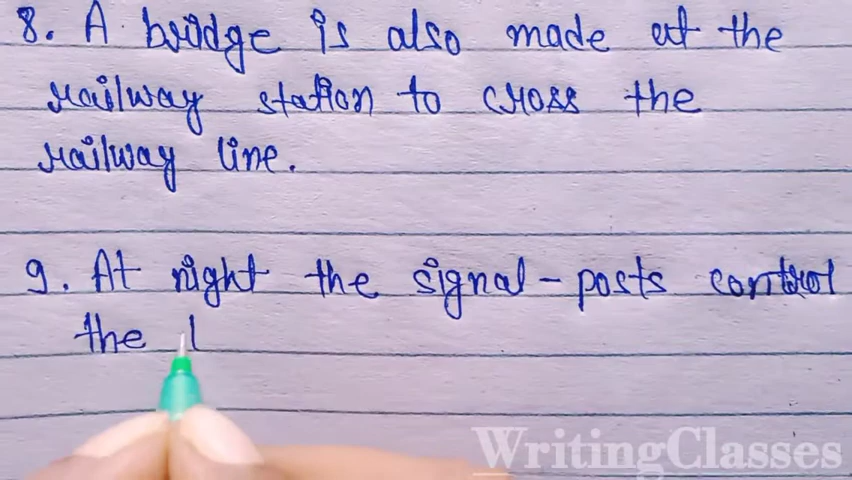 8. A bridge is also made at the
railway station to cross the
railway line.
9. At night the signal-posts control
the
WritingClasses